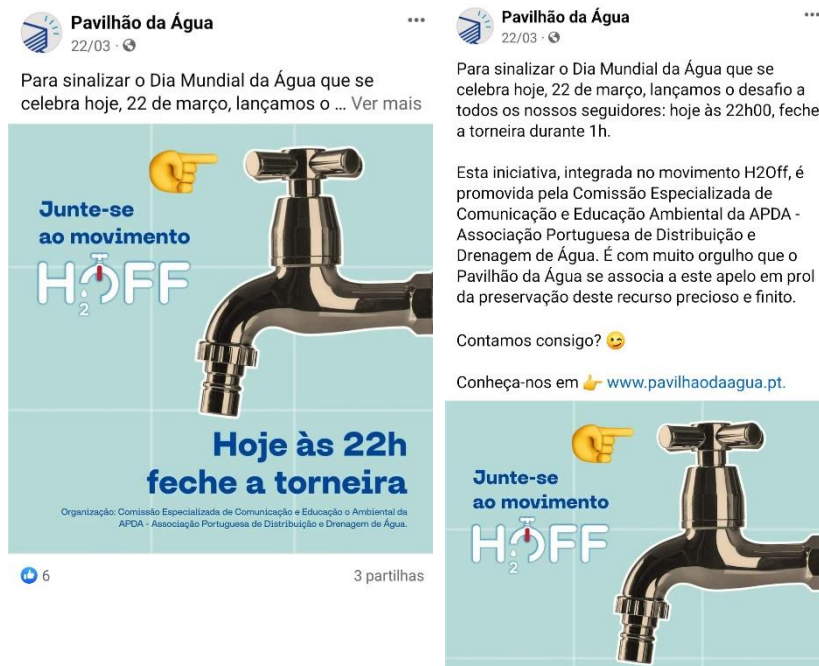 Pavilhão da Água
22/03
Para sinalizar o Dia Mundial da Água que se
celebra hoje, 22 de março, lançamos o ... Ver mais
Junte-se
ao movimento
H2OFF
Hoje às 22h
feche a torneira
Organização: Comissão Especializada de Comunicação e Educação o Ambiental da
APDA - Associação Portuguesa de Distribuição e Drenagem de Água.
6
3 partilhas
Pavilhão da Água
22/03
Para sinalizar o Dia Mundial da Água que se
celebra hoje, 22 de março, lançamos o desafio a
todos os nossos seguidores: hoje às 22h00, feche
a torneira durante 1h.
Esta iniciativa, integrada no movimento H2Off, é
promovida pela Comissão Especializada de
Comunicação e Educação Ambiental da APDA -
Associação Portuguesa de Distribuição e
Drenagem de Água. É com muito orgulho que o
Pavilhão da Água se associa a este apelo em prol
da preservação deste recurso precioso e finito.
Contamos consigo? 😉
Conheça-nos em 👉 www.pavilhaodaagua.pt.
Junte-se
ao movimento
H2OFF